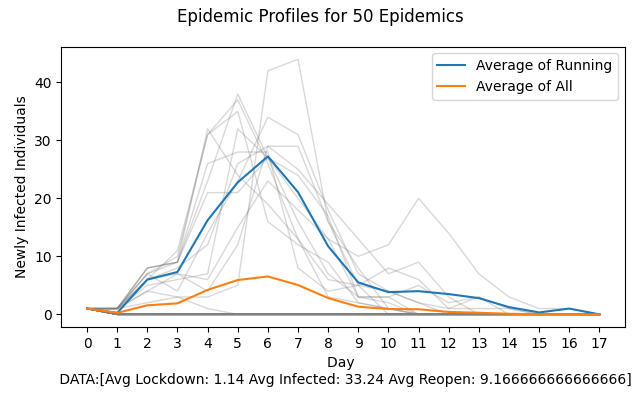 Epidemic Profiles for 50 Epidemics
Average of Running
Average of All
Newly Infected Individuals
40
30
20
10
0
0 1 2 3 4 5 6 7 8 9 10 11 12 13 14 15 16 17
Day
DATA:[Avg Lockdown: 1.14 Avg Infected: 33.24 Avg Reopen: 9.166666666666666]